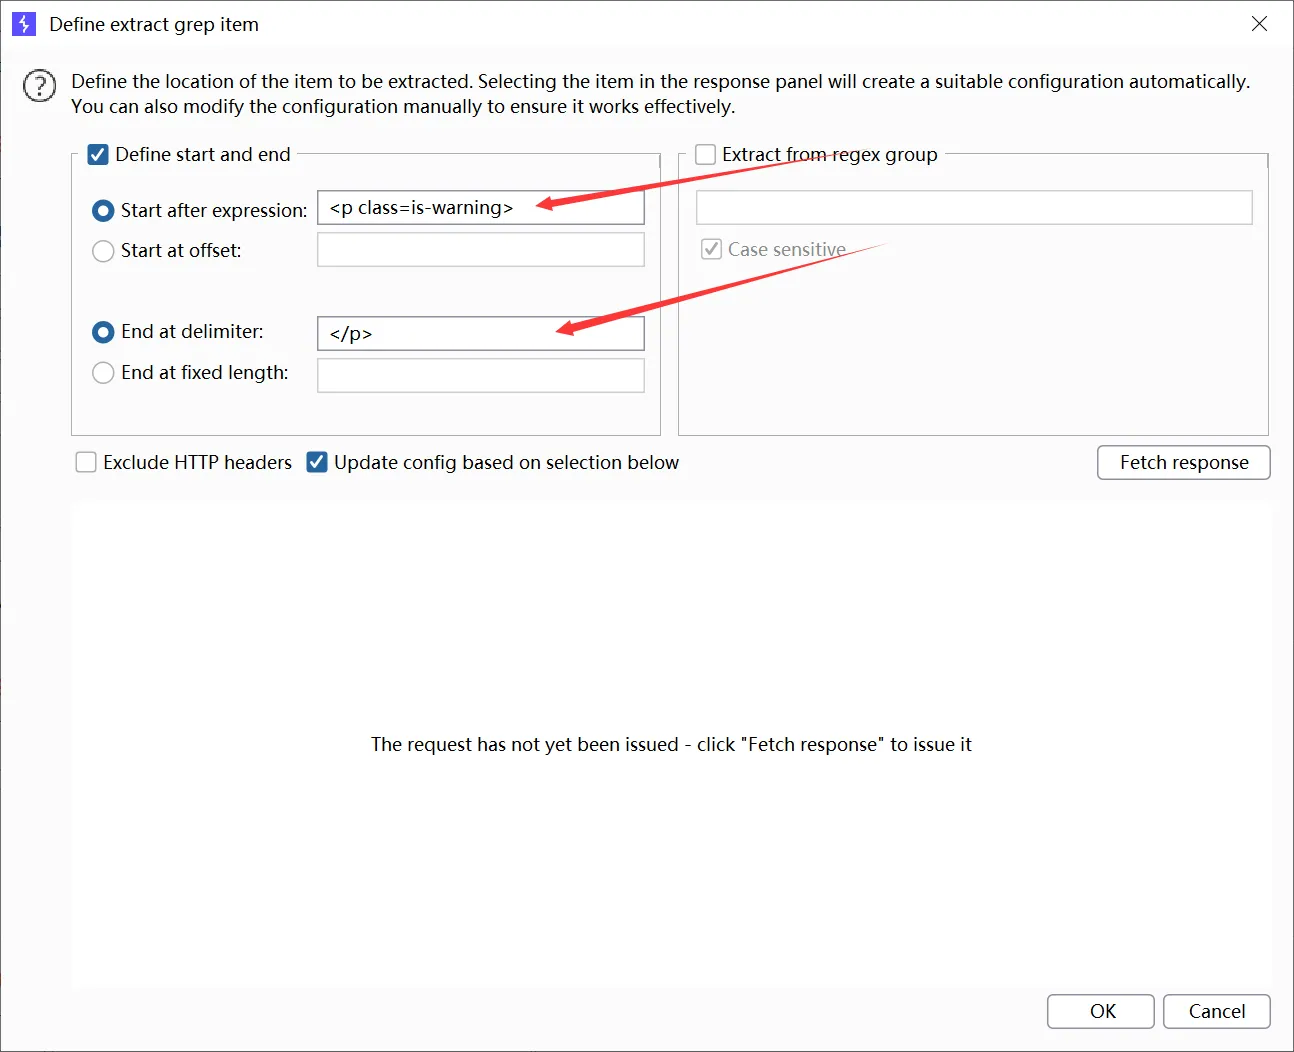 Define extract grep item
Define the location of the item to be extracted. Selecting the item in the response panel will create a suitable configuration automatically.
You can also modify the configuration manually to ensure it works effectively.
Define start and end
Start after expression: <p class=is-warning>
Start at offset:
End at delimiter: </p>
End at fixed length:
Extract from regex group
Case sensitive
Exclude HTTP headers
Update config based on selection below
Fetch response
The request has not yet been issued - click "Fetch response" to issue it
OK
Cancel